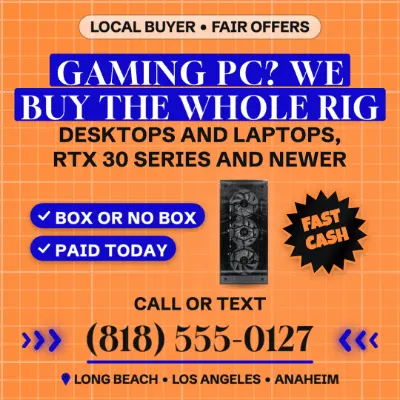 LOCAL BUYER • FAIR OFFERS
GAMING PC? WE
BUY THE WHOLE RIG
DESKTOPS AND LAPTOPS,
RTX 30 SERIES AND NEWER
BOX OR NO BOX
PAID TODAY
FAST
CASH
CALL OR TEXT
(818) 555-0127
LONG BEACH • LOS ANGELES • ANAHEIM